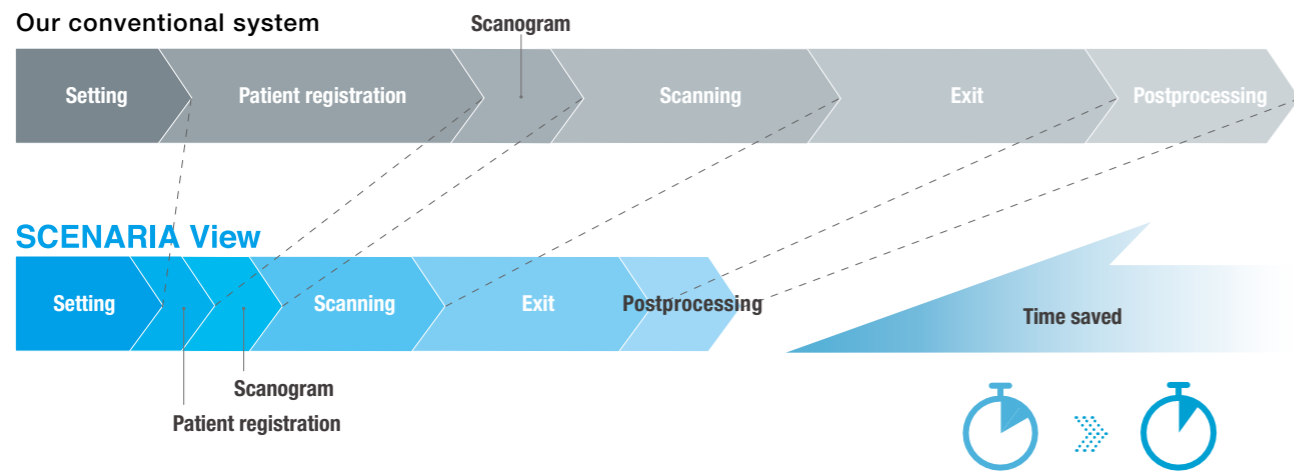 Our conventional system
Scanogram
Setting
Patient registration
Scanning
Exit
Postprocessing
SCENARIA View
Setting
Scanning
Exit
Postprocessing
Time saved
Scanogram
Patient registration